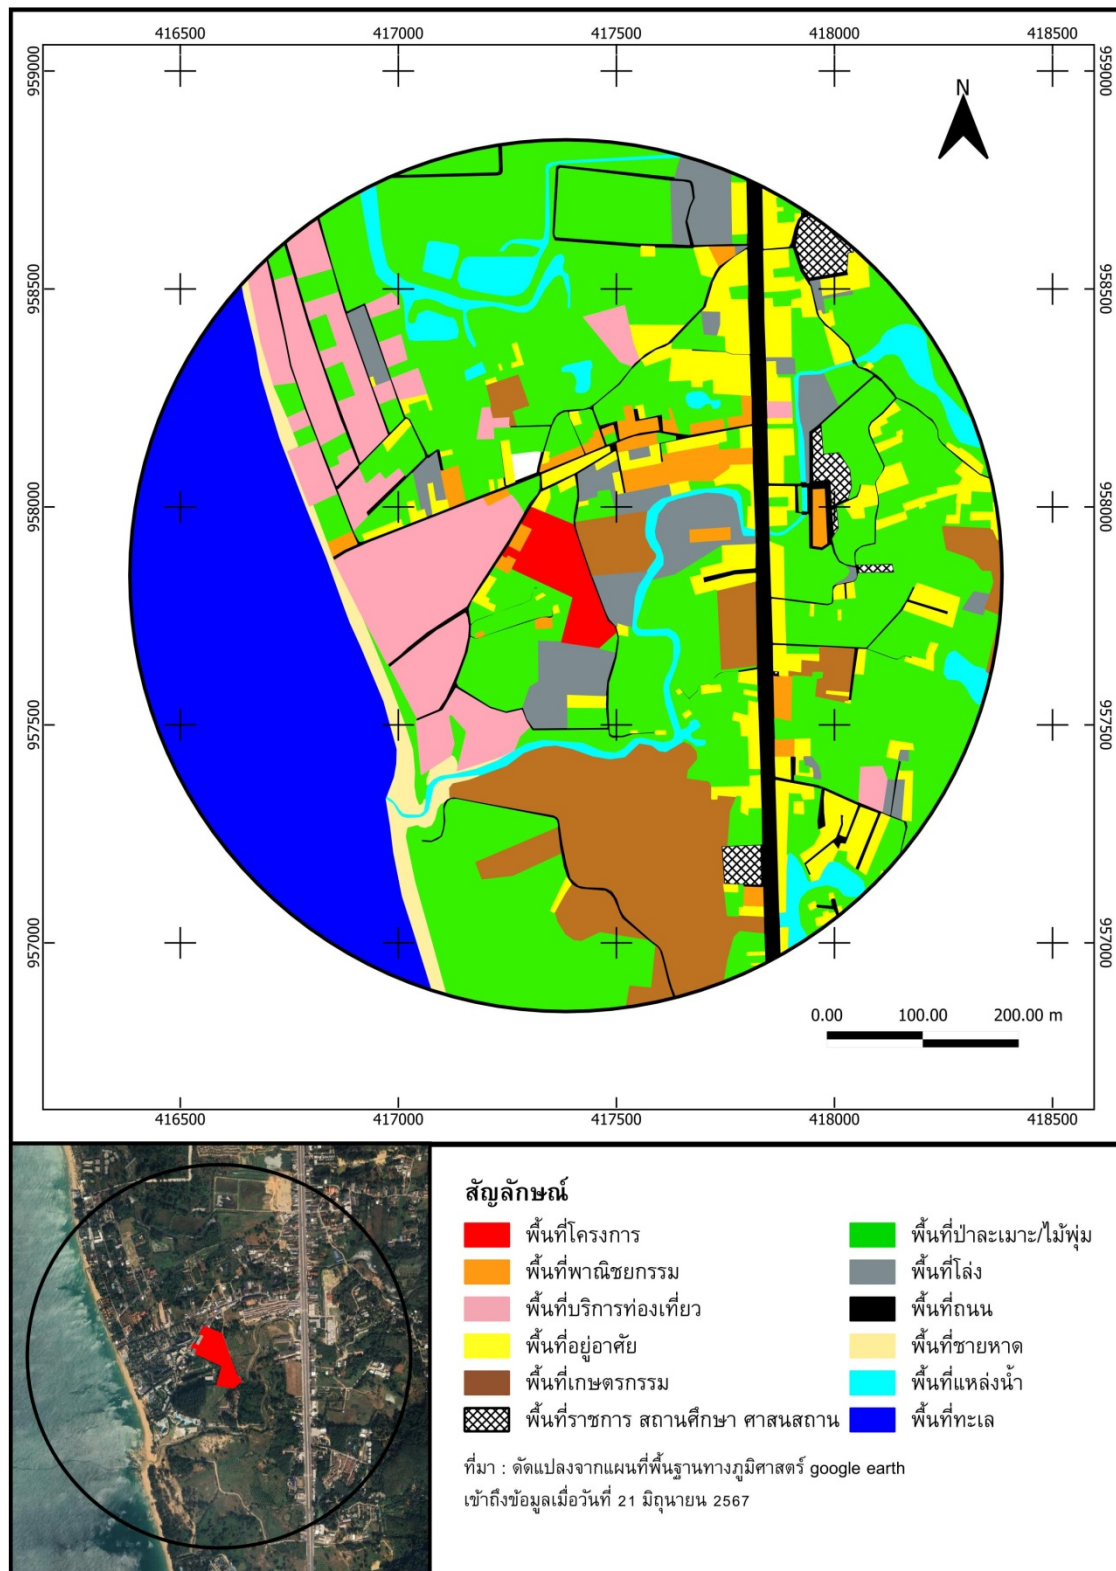 416500 417000 417500 418000 418500
959000 959000
N
958500 958500
958000 958000
957500 957500
957000 957000
0.00 100.00 200.00 m
416500 417000 417500 418000 418500
สัญลักษณ์
พื้นที่โครงการ
พื้นที่พาณิชยกรรม
พื้นที่บริการท่องเที่ยว
พื้นที่อยู่อาศัย
พื้นที่เกษตรกรรม
พื้นที่ราชการ สถานศึกษา ศาสนสถาน
พื้นที่ป่าละเมาะ/ไม้พุ่ม
พื้นที่โล่ง
พื้นที่ถนน
พื้นที่ชายหาด
พื้นที่แหล่งน้ำ
พื้นที่ทะเล
ที่มา : ดัดแปลงจากแผนที่พื้นฐานทางภูมิศาสตร์ google earth
เข้าถึงข้อมูลเมื่อวันที่ 21 มิถุนายน 2567